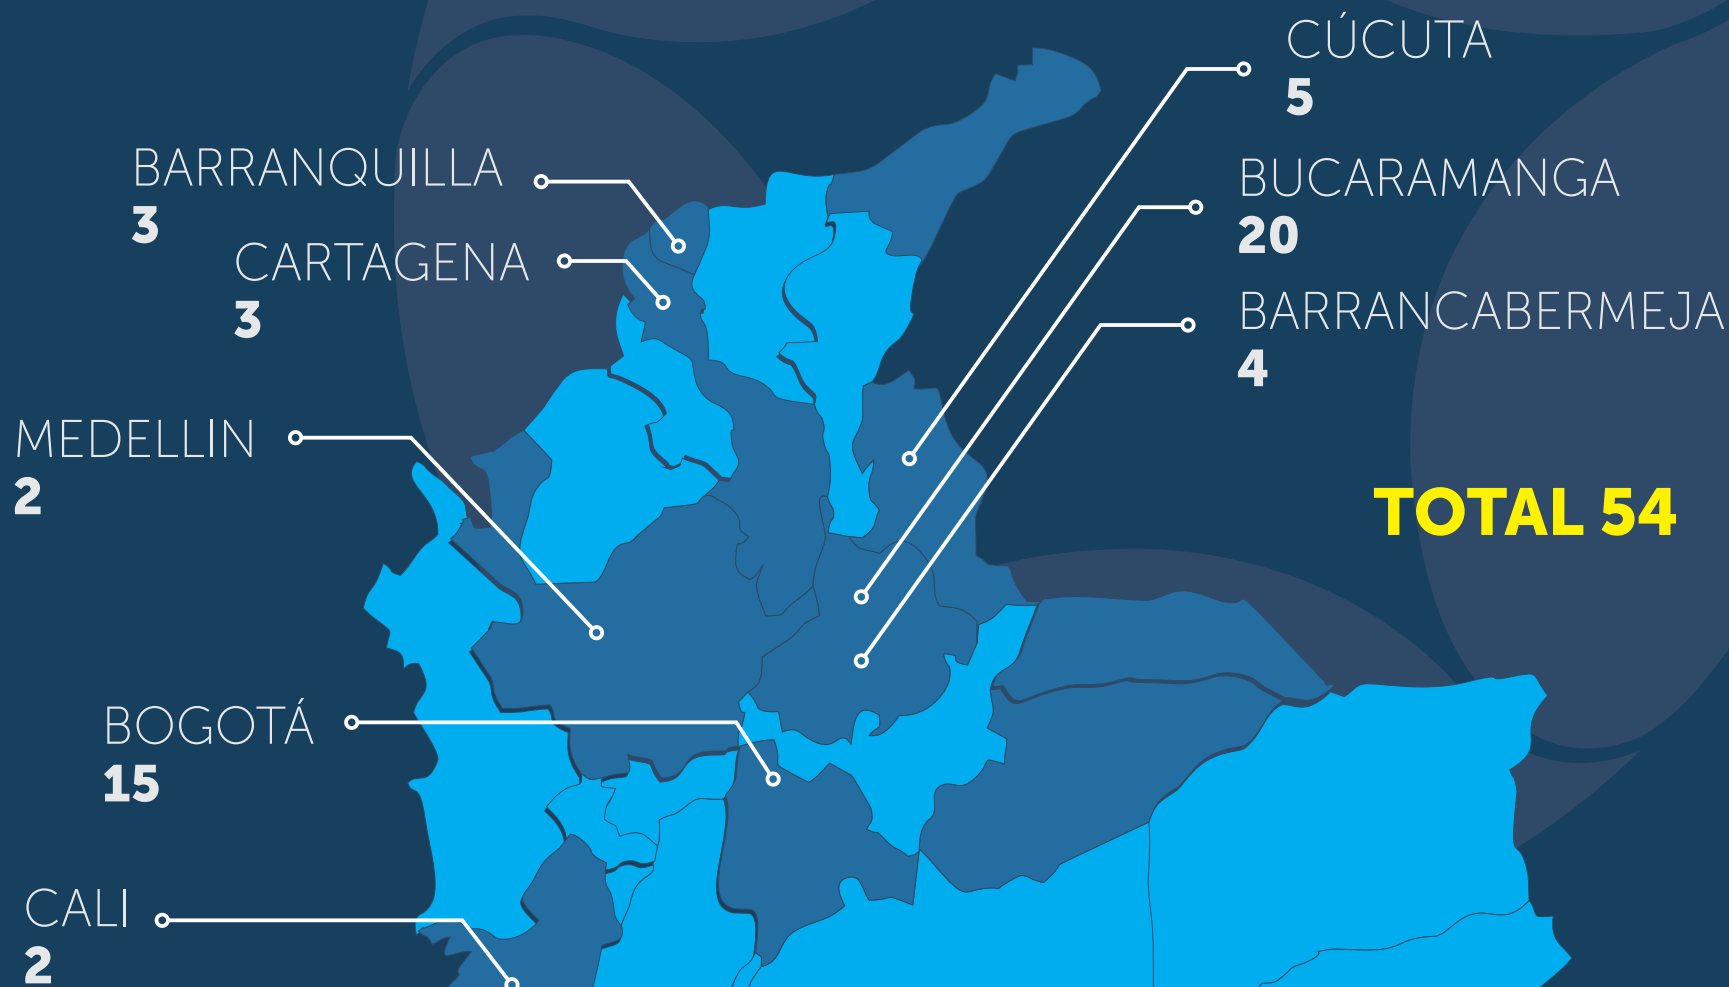 CÚCUTA
5
BARRANQUILLA
3
BUCARAMANGA
20
CARTAGENA
3
BARRANCABERMEJA
4
MEDELLIN
2
TOTAL 54
BOGOTÁ
15
CALI
2